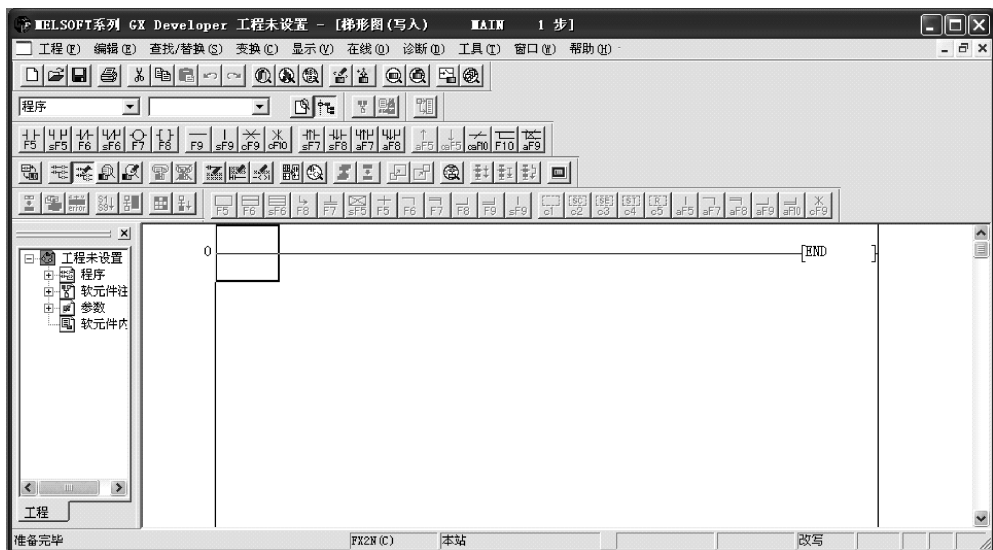 MELSOFT系列 GX Developer 工程未设置 - [梯形图(写入) MAIN 1 步]
工程(F) 编辑(E) 查找/替换(S) 变换(C) 显示(V) 在线(O) 诊断(D) 工具(T) 窗口(W) 帮助(H)
程序
F5 sF5 F6 sF6 F7 F8 F9 sF9 cF9 cF10 sF7 sF8 aF7 aF8 aF5 caF5 caF10 F10 aF9
error
F5 F6 sF6 F8 F7 sF5 F5 F6 F7 F8 F9 sF9 c1 [SC] c2 [SE] c3 [ST] c4 [R] c5 aF5 aF7 aF8 aF9 aF10 cF9
工程未设置
程序
软元件注
参数
软元件内
0 [END ]
工程
准备完毕 FX2N(C) 本站 改写